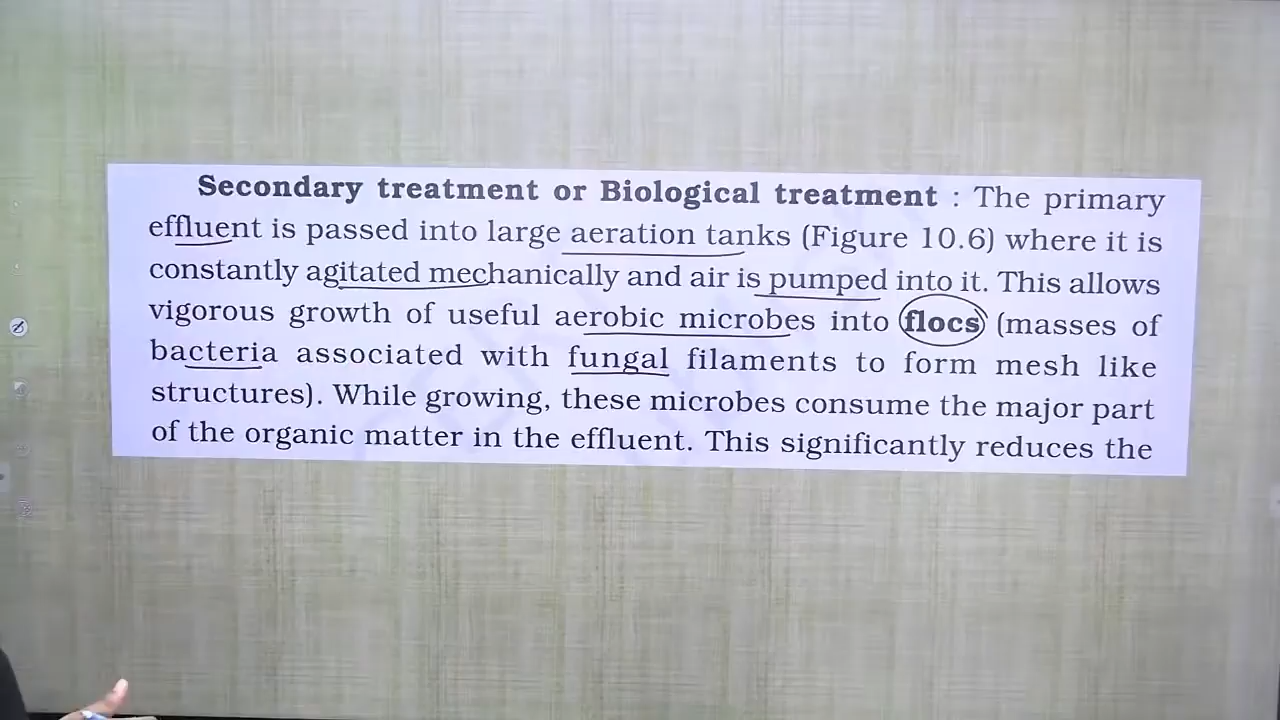 Secondary treatment or Biological treatment : The primary
effluent is passed into large aeration tanks (Figure 10.6) where it is
constantly agitated mechanically and air is pumped into it. This allows
vigorous growth of useful aerobic microbes into flocs (masses of
bacteria associated with fungal filaments to form mesh like
structures). While growing, these microbes consume the major part
of the organic matter in the effluent. This significantly reduces the